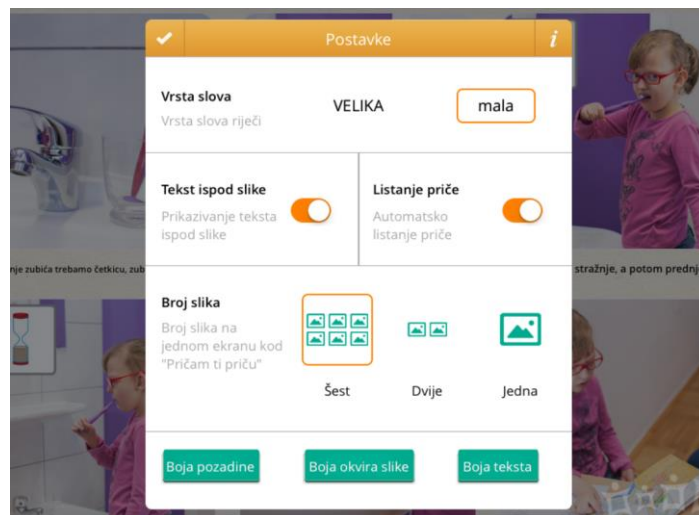 Postavke
i
Vrsta slova
Vrsta slova riječi
VELIKA
mala
Tekst ispod slike
Prikazivanje teksta
ispod slike
Listanje priče
Automatsko
listanje priče
nje zubića trebamo četkicu, zub
stražnje, a potom prednj
Broj slika
Broj slika na
jednom ekranu kod
"Pričam ti priču"
Šest
Dvije
Jedna
Boja pozadine
Boja okvira slike
Boja teksta